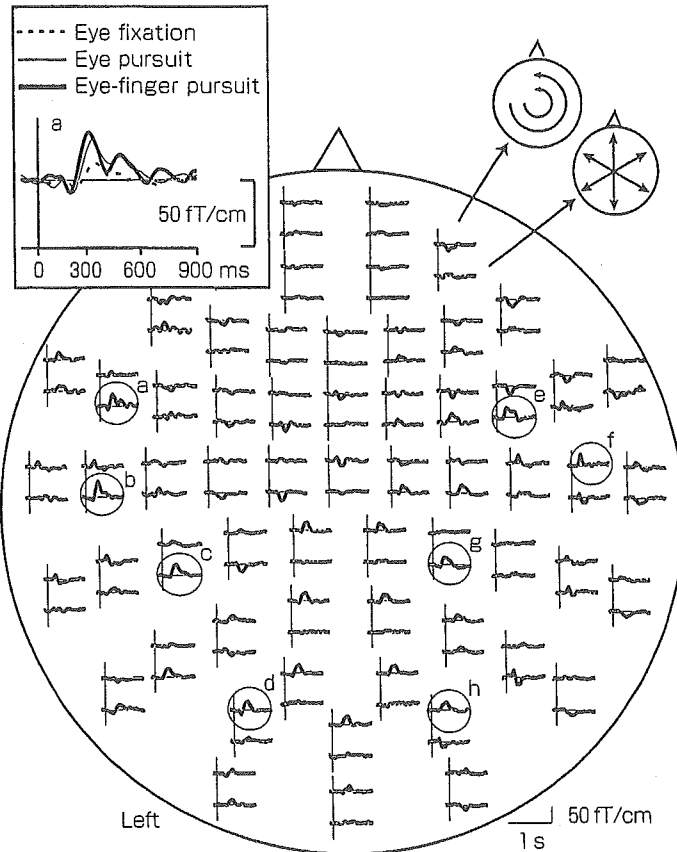 Eye fixation
Eye pursuit
Eye-finger pursuit
a
50 fT/cm
0 300 600 900 ms
a
e
f
b
c
g
d
h
Left
50 fT/cm
1 s